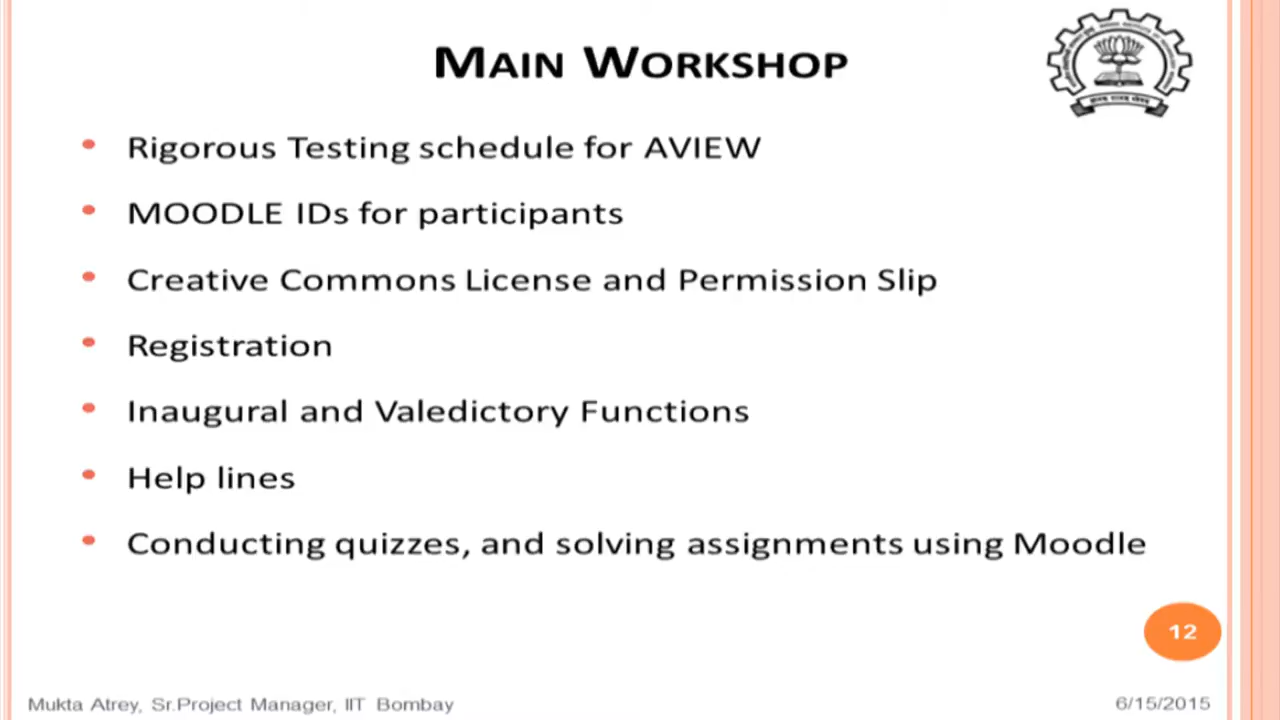 MAIN WORKSHOP
• Rigorous Testing schedule for AVIEW
• MOODLE IDs for participants
• Creative Commons License and Permission Slip
• Registration
• Inaugural and Valedictory Functions
• Help lines
• Conducting quizzes, and solving assignments using Moodle
12
Mukta Atrey, Sr.Project Manager, IIT Bombay
6/15/2015